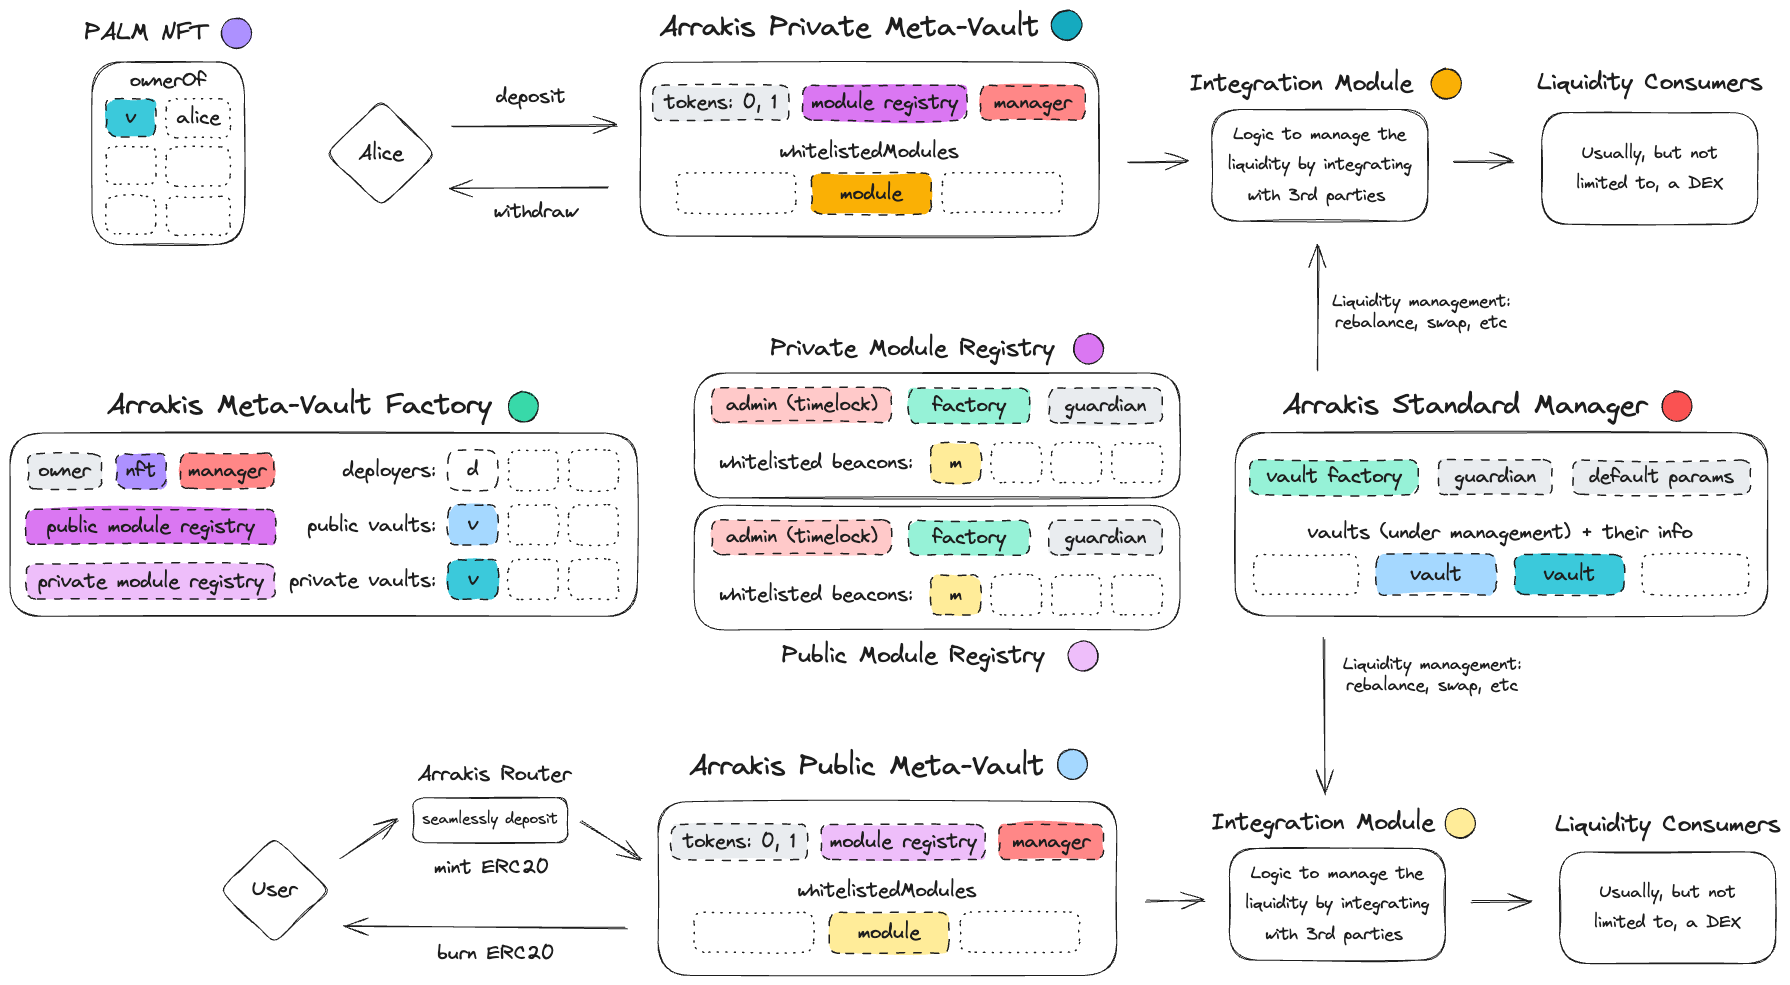 PALM NFT
ownerOf
v
alice
Alice
deposit
withdraw
Arrakis Private Meta-Vault
tokens: 0, 1
module registry
manager
whitelistedModules
module
Integration Module
Logic to manage the
liquidity by integrating
with 3rd parties
Liquidity Consumers
Usually, but not
limited to, a DEX
Liquidity management:
rebalance, swap, etc
Arrakis Meta-Vault Factory
owner
nft
manager
deployers:
d
public module registry
public vaults:
v
private module registry
private vaults:
v
Private Module Registry
admin (timelock)
factory
guardian
whitelisted beacons:
m
admin (timelock)
factory
guardian
whitelisted beacons:
m
Public Module Registry
Arrakis Standard Manager
vault factory
guardian
default params
vaults (under management) + their info
vault
vault
Liquidity management:
rebalance, swap, etc
User
Arrakis Router
seamlessly deposit
mint ERC20
burn ERC20
Arrakis Public Meta-Vault
tokens: 0, 1
module registry
manager
whitelistedModules
module
Integration Module
Logic to manage the
liquidity by integrating
with 3rd parties
Liquidity Consumers
Usually, but not
limited to, a DEX